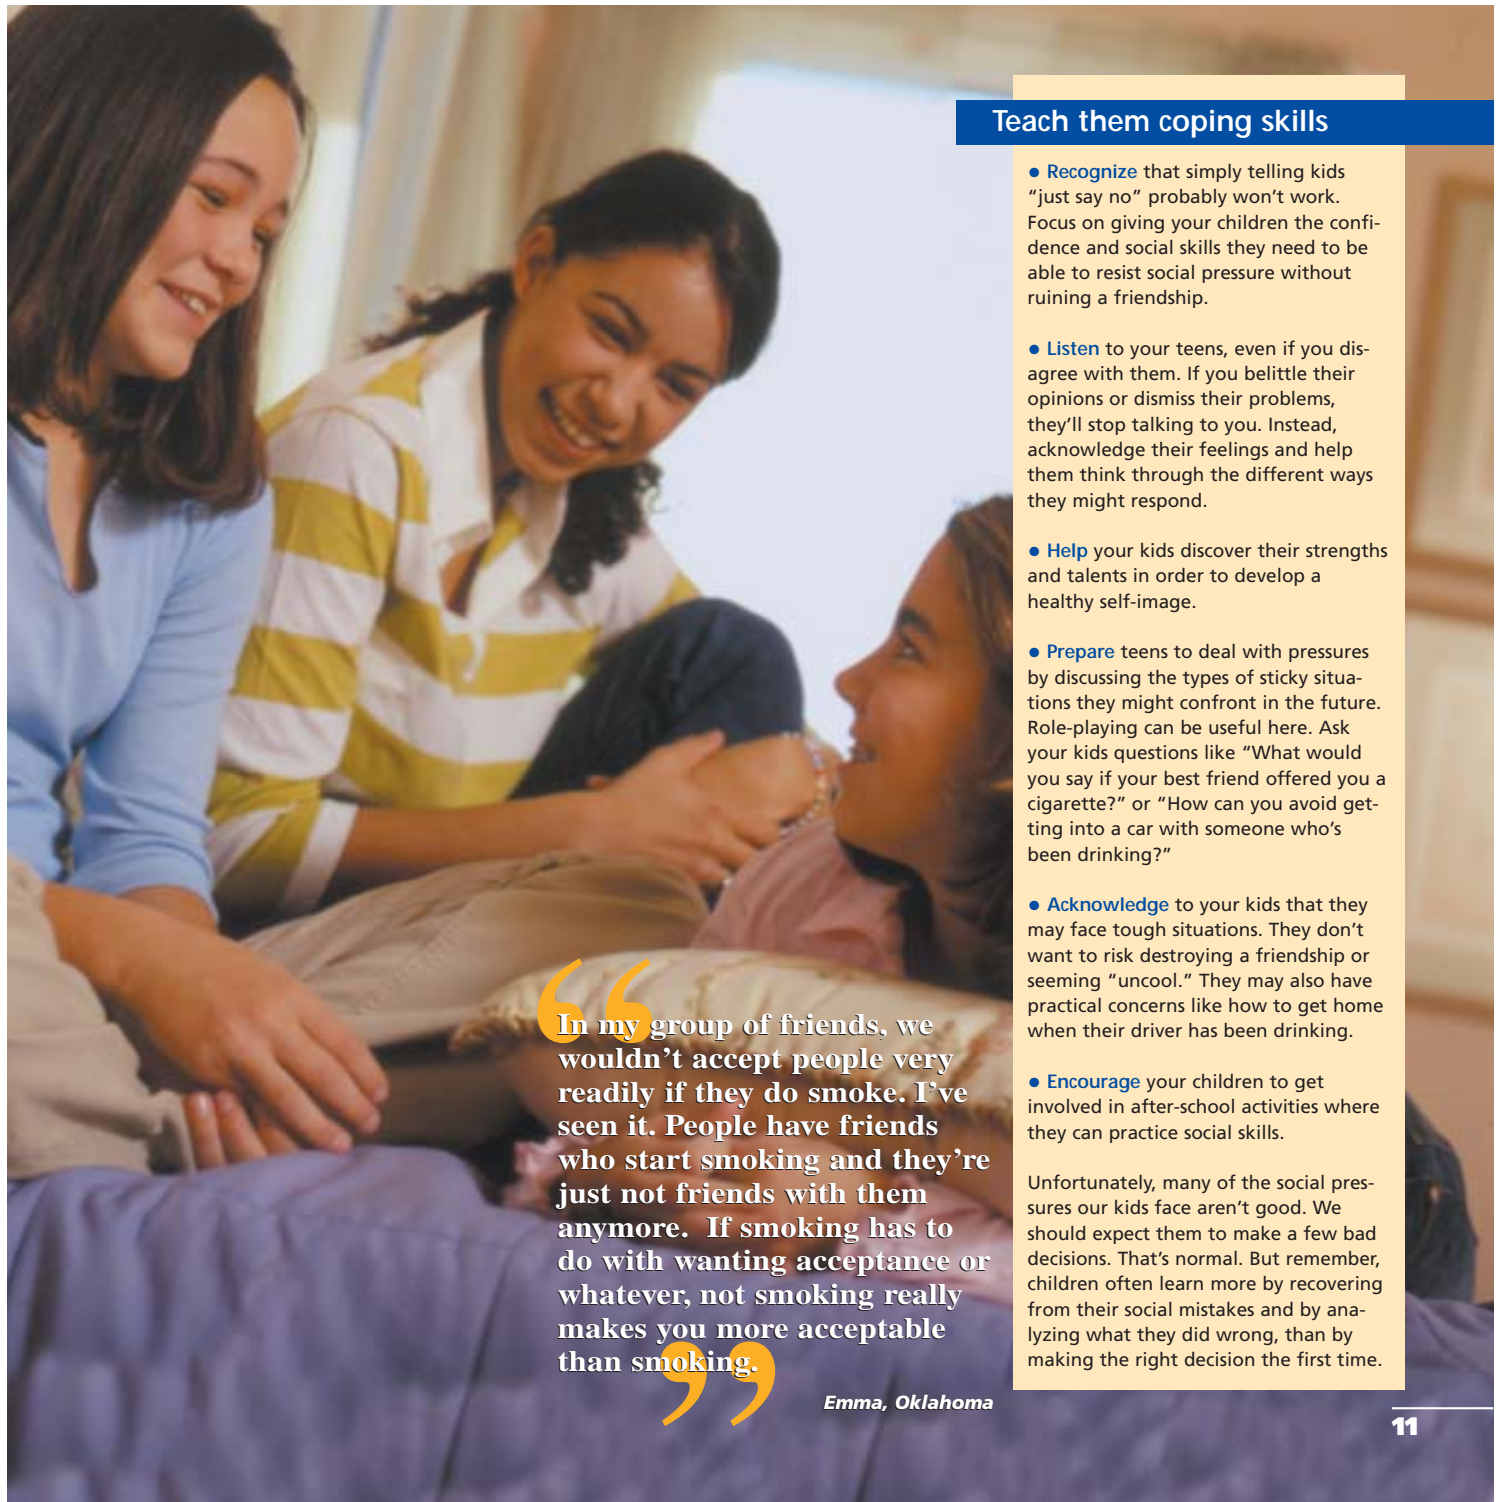 Teach them coping skills
• Recognize that simply telling kids
“just say no” probably won’t work.
Focus on giving your children the confi-
dence and social skills they need to be
able to resist social pressure without
ruining a friendship.
• Listen to your teens, even if you dis-
agree with them. If you belittle their
opinions or dismiss their problems,
they’ll stop talking to you. Instead,
acknowledge their feelings and help
them think through the different ways
they might respond.
• Help your kids discover their strengths
and talents in order to develop a
healthy self-image.
• Prepare teens to deal with pressures
by discussing the types of sticky situa-
tions they might confront in the future.
Role-playing can be useful here. Ask
your kids questions like “What would
you say if your best friend offered you a
cigarette?” or “How can you avoid get-
ting into a car with someone who’s
been drinking?”
• Acknowledge to your kids that they
may face tough situations. They don’t
want to risk destroying a friendship or
seeming “uncool.” They may also have
practical concerns like how to get home
when their driver has been drinking.
• Encourage your children to get
involved in after-school activities where
they can practice social skills.
Unfortunately, many of the social pres-
sures our kids face aren’t good. We
should expect them to make a few bad
decisions. That’s normal. But remember,
children often learn more by recovering
from their social mistakes and by ana-
lyzing what they did wrong, than by
making the right decision the first time.
“In my group of friends, we
wouldn’t accept people very
readily if they do smoke. I’ve
seen it. People have friends
who start smoking and they’re
just not friends with them
anymore.  If smoking has to
do with wanting acceptance or
whatever, not smoking really
makes you more acceptable
than smoking.”
Emma, Oklahoma
11